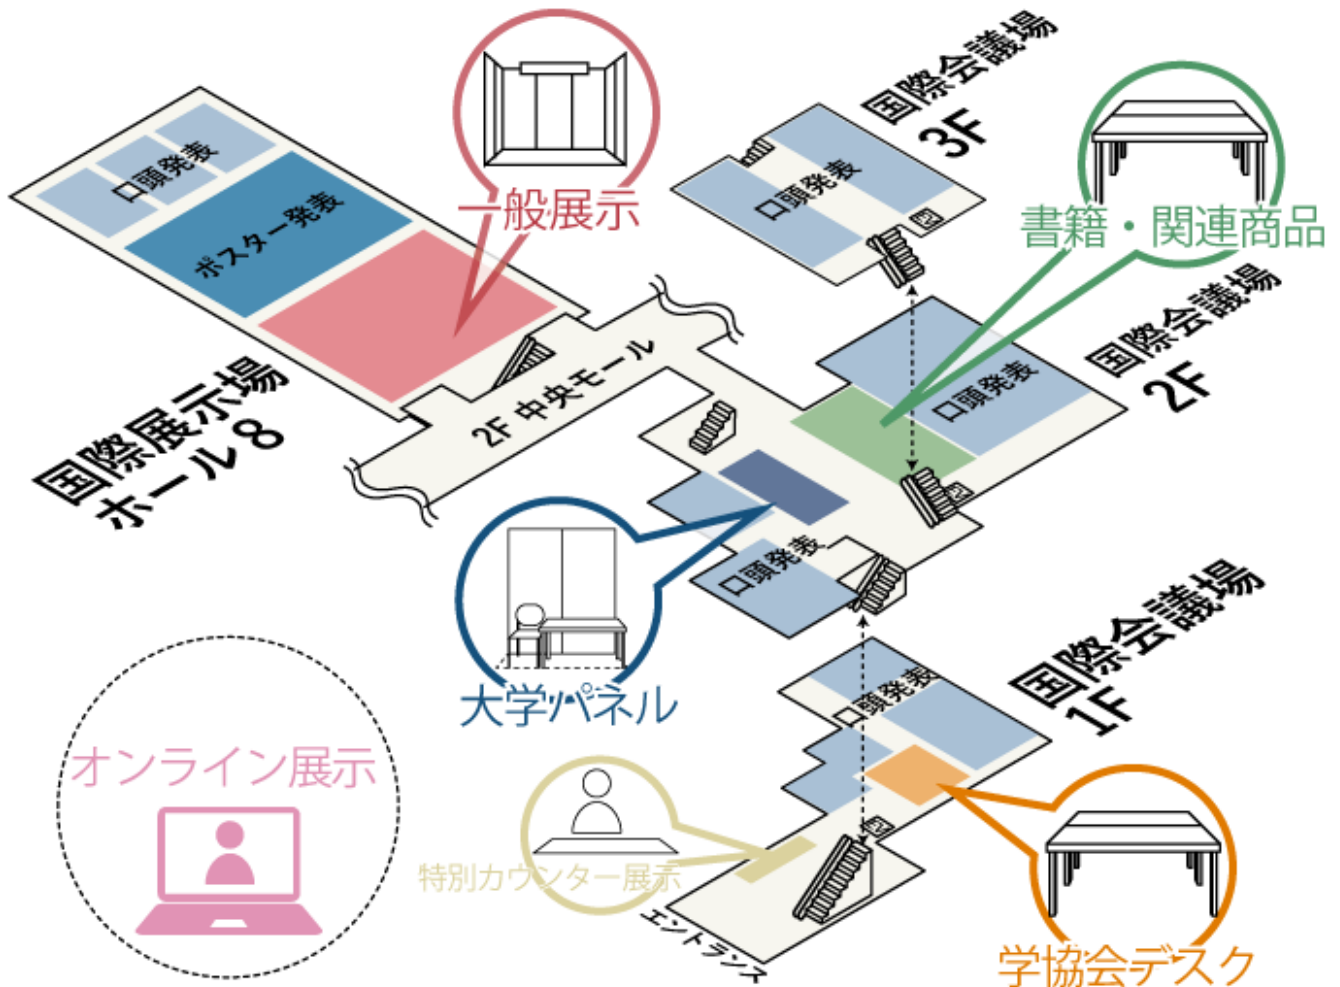 国際会議場
3F
一般展示
口頭発表
口頭発表
書籍・関連商品
ポスター発表
国際会議場
2F
口頭発表
2F 中央モール
国際展示場
ホール8
口頭発表
国際会議場
1F
大学パネル
口頭発表
オンライン展示
特別カウンター展示
エントランス
学協会デスク